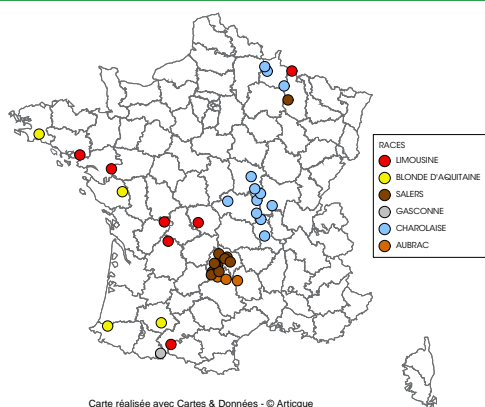 RACES
LIMOUSINE
BLONDE D'AQUITAINE
SALERS
GASCONNE
CHAROLAISE
AUBRAC
Carte réalisée avec Cartes & Données - © Articque